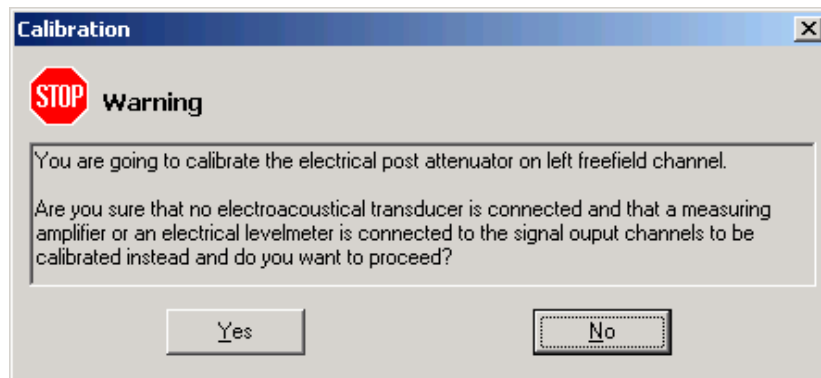 Calibration
STOP
Warning
You are going to calibrate the electrical post attenuator on left freefield channel.
Are you sure that no electroacoustical transducer is connected and that a measuring
amplifier or an electrical levelmeter is connected to the signal ouput channels to be
calibrated instead and do you want to proceed?
Yes
No